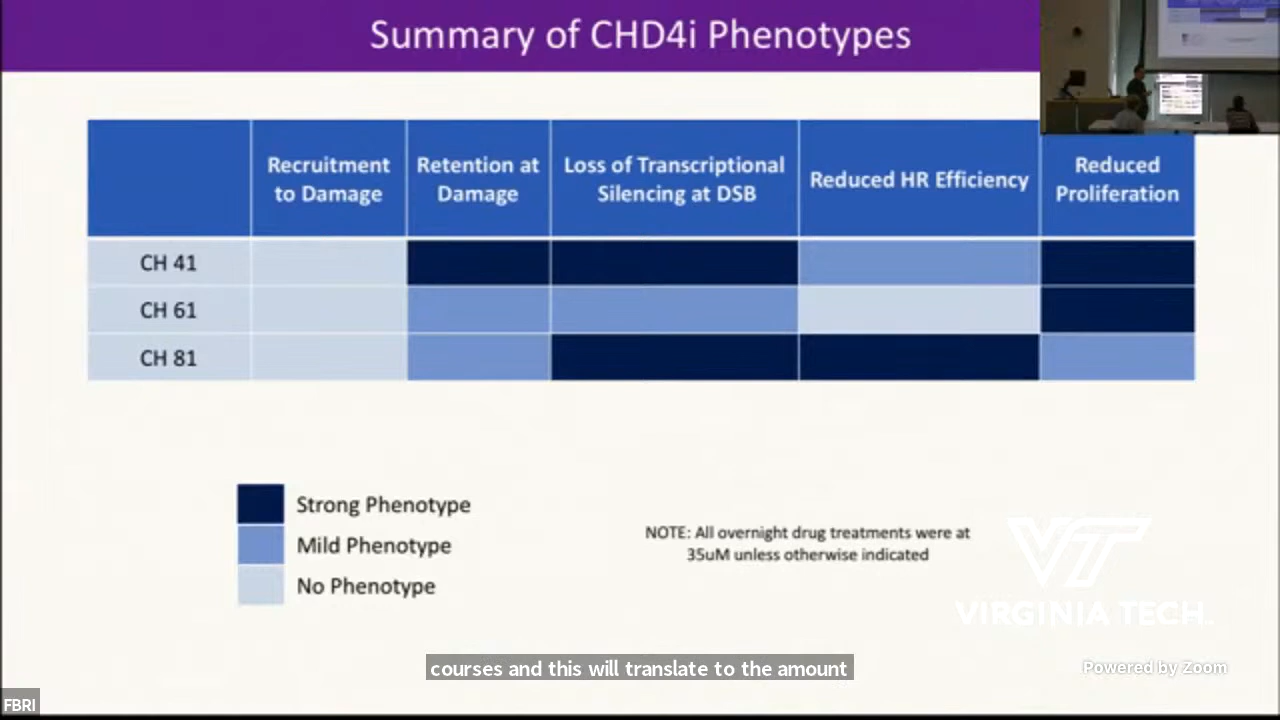 Summary of CHD4i Phenotypes
Recruitment
to Damage
Retention at
Damage
Loss of Transcriptional
Silencing at DSB
Reduced HR Efficiency
Reduced
Proliferation
CH 41
CH 61
CH 81
Strong Phenotype
Mild Phenotype
No Phenotype
NOTE: All overnight drug treatments were at
35uM unless otherwise indicated
VT
VIRGINIA TECH.
courses and this will translate to the amount
Powered by Zoom
FBRI